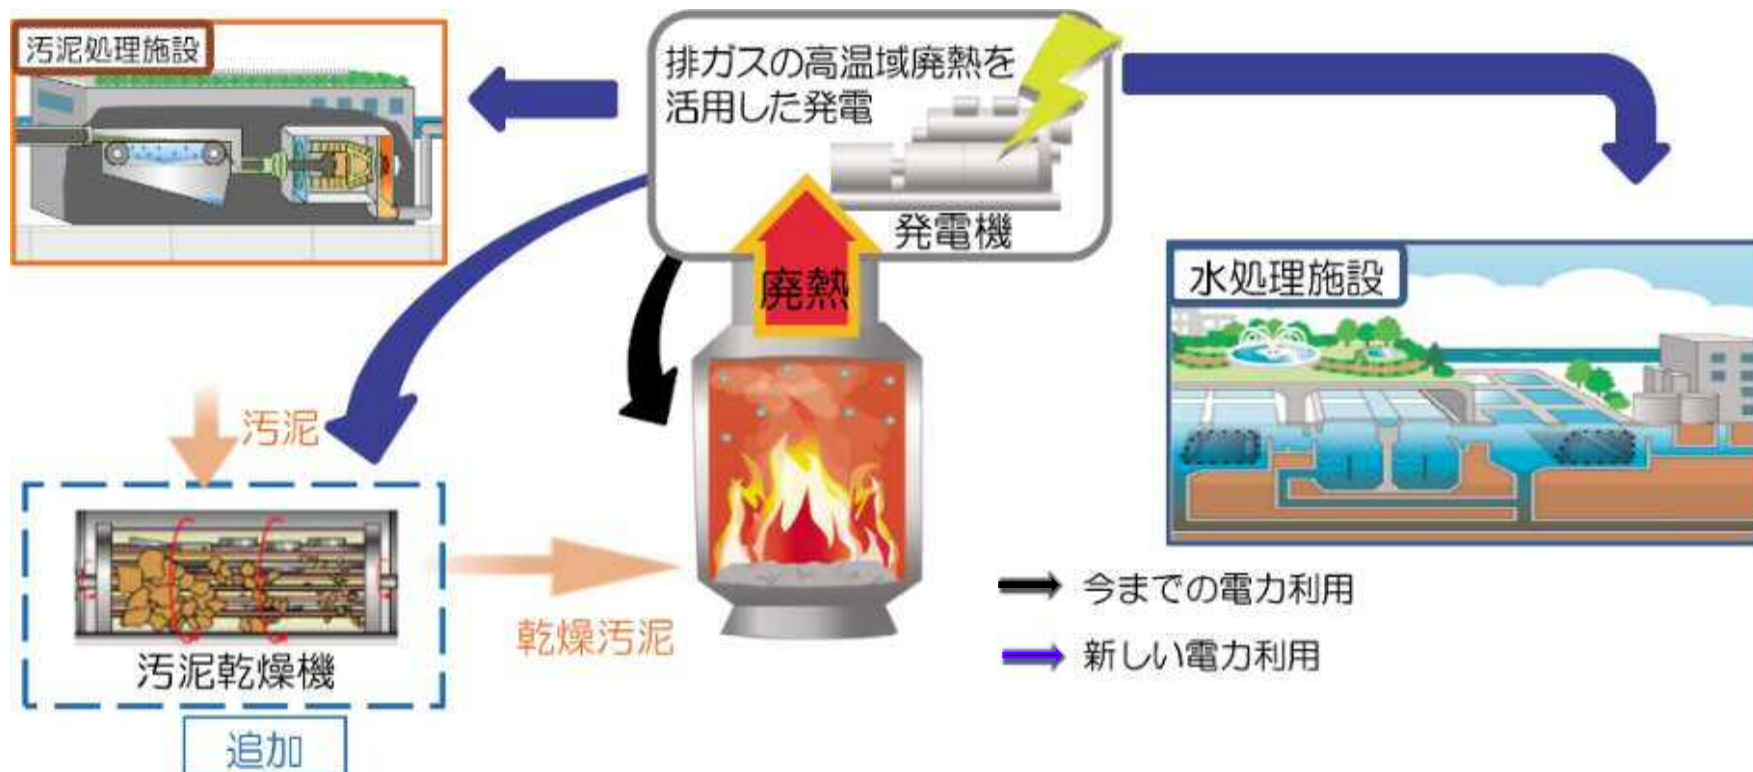 汚泥処理施設
排ガスの高温域廃熱を
活用した発電
発電機
廃熱
水処理施設
汚泥
乾燥汚泥
汚泥乾燥機
追加
今までの電力利用
新しい電力利用